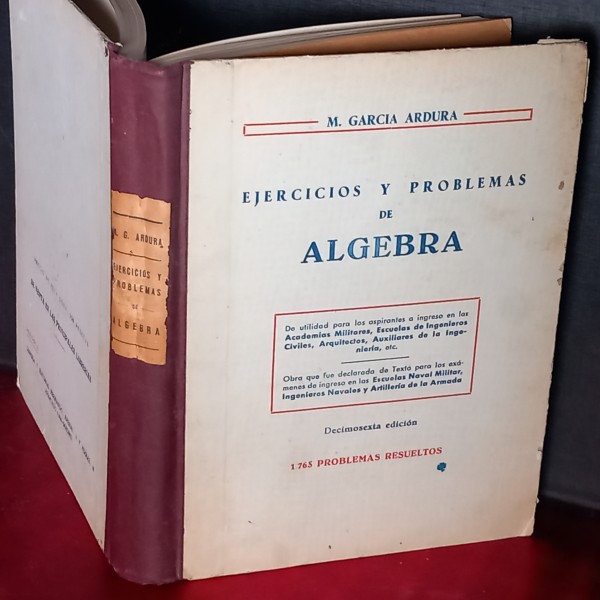 M. GARCIA ARDURA
EJERCICIOS Y PROBLEMAS
DE
ALGEBRA
De utilidad para los aspirantes a ingreso en las
Academias Militares, Escuelas de Ingenieros
Civiles, Arquitectos, Auxiliares de la Inge-
niería, etc.
Obra que fue declarada de Texto para los exá-
menes de ingreso en las Escuelas Naval Militar,
Ingenieros Navales y Artillería de la Armada
Decimosexta edición
1.765 PROBLEMAS RESUELTOS
M. G. ARDURA
EJERCICIOS Y
PROBLEMAS
DE
ALGEBRA